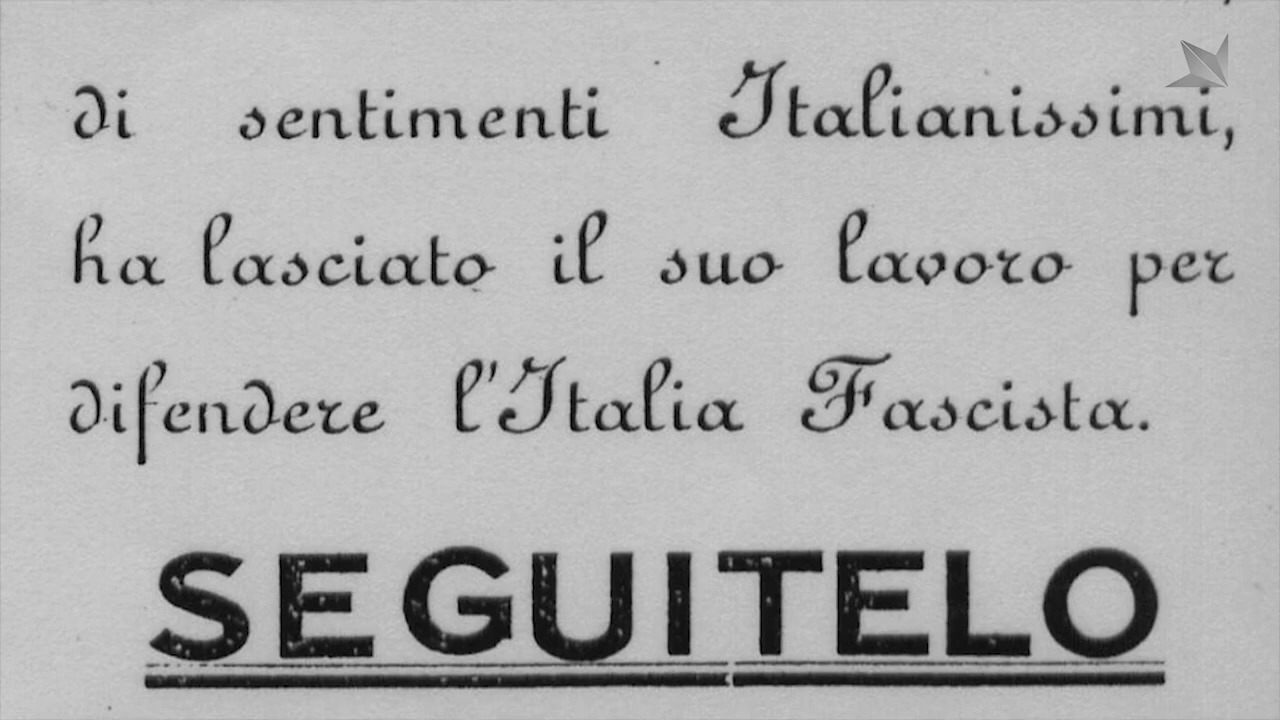 di sentimenti Italianissimi,
ha lasciato il suo lavoro per
difendere l'Italia Fascista.
SEGUITELO